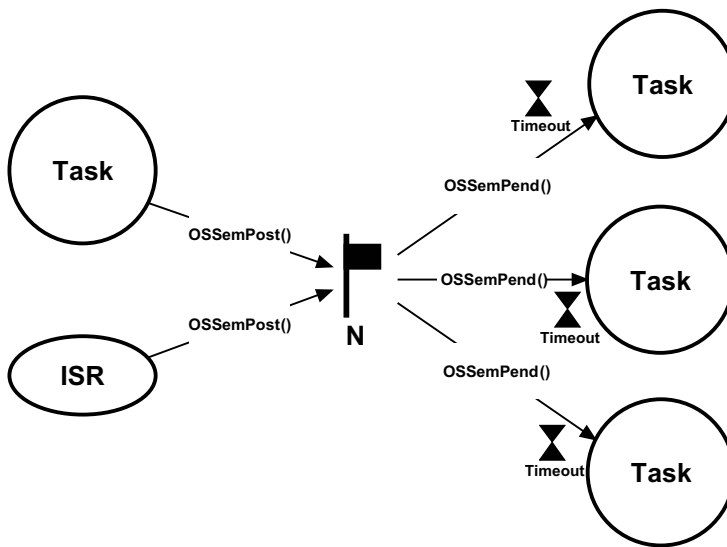 Task
OSSemPost()
ISR
OSSemPost()
N
Timeout
Task
OSSemPend()
OSSemPend()
Task
Timeout
OSSemPend()
Timeout
Task